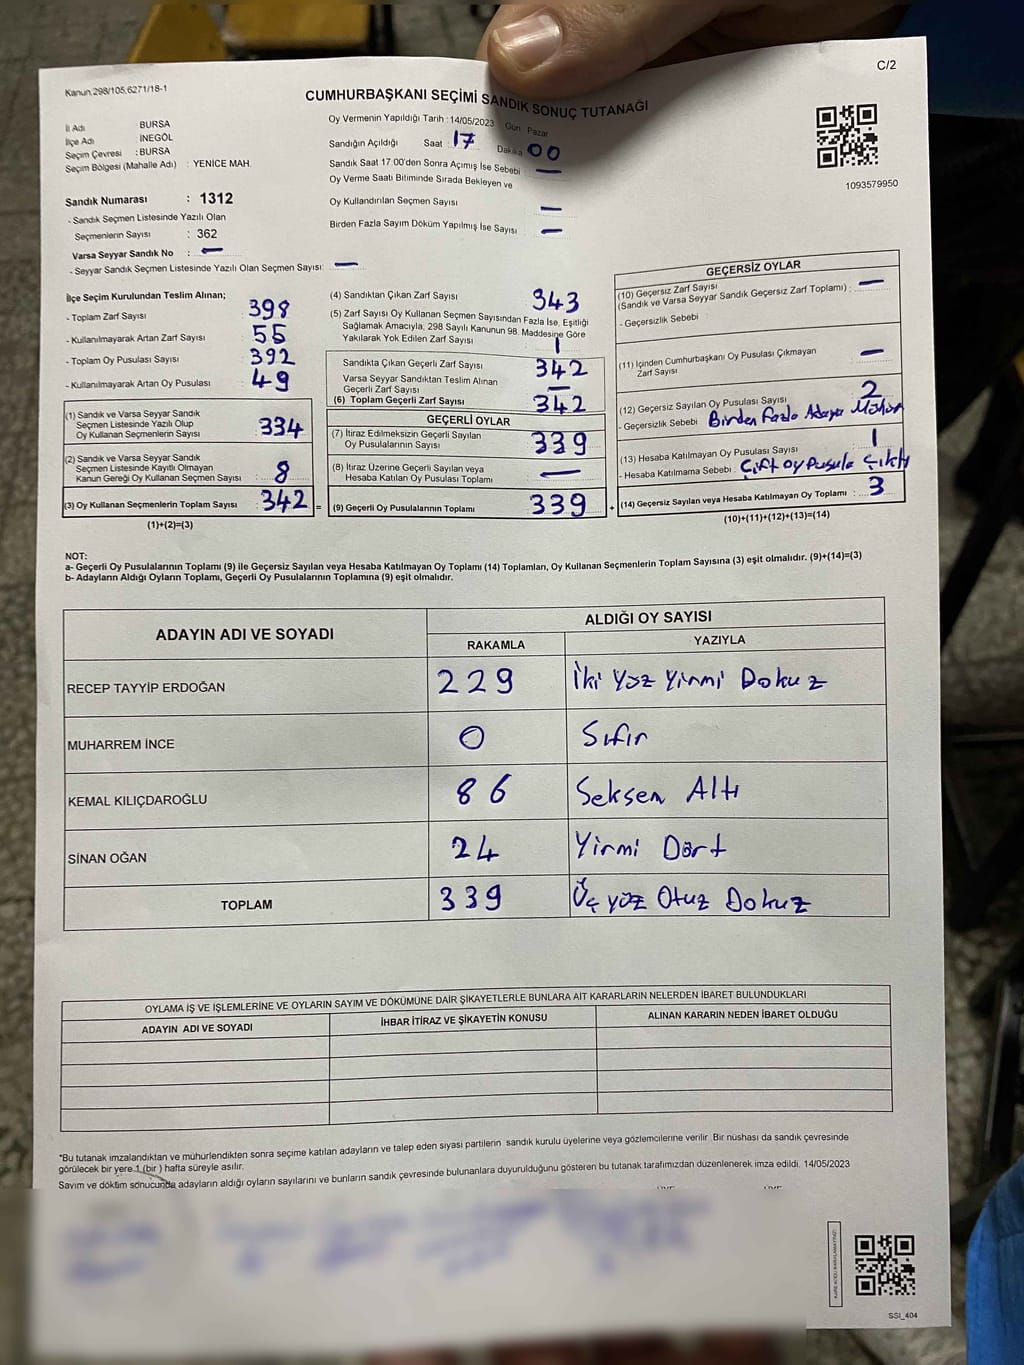 C/2
Kanun,298/105,6271/18-1
CUMHURBAŞKANI SEÇİMİ SANDIK SONUÇ TUTANAĞI
İl Adı : BURSA
İlçe Adı : İNEGÖL
Seçim Çevresi : BURSA
Seçim Bölgesi (Mahalle Adı) : YENİCE MAH.
Oy Vermenin Yapıldığı Tarih : 14/05/2023 Gün Pazar
Sandığın Açıldığı Saat : 17 Dakika 00
Sandık Saat 17:00'den Sonra Açımış İse Sebebi —
Oy Verme Saati Bitiminde Sırada Bekleyen ve
Oy Kullandırılan Seçmen Sayısı —
Birden Fazla Sayım Döküm Yapılmış İse Sayısı —
1093579950
Sandık Numarası : 1312
- Sandık Seçmen Listesinde Yazılı Olan
Seçmenlerin Sayısı : 362
Varsa Seyyar Sandık No : —
- Seyyar Sandık Seçmen Listesinde Yazılı Olan Seçmen Sayısı: —
İlçe Seçim Kurulundan Teslim Alınan;
- Toplam Zarf Sayısı 398
- Kullanılmayarak Artan Zarf Sayısı 55
- Toplam Oy Pusulası Sayısı 392
- Kullanılmayarak Artan Oy Pusulası 49
(1) Sandık ve Varsa Seyyar Sandık
Seçmen Listesinde Yazılı Olup
Oy Kullanan Seçmenlerin Sayısı : 334
(2) Sandık ve Varsa Seyyar Sandık
Seçmen Listesinde Kayıtlı Olmayan
Kanun Gereği Oy Kullanan Seçmen Sayısı : 8
(3) Oy Kullanan Seçmenlerin Toplam Sayısı : 342 =
(1)+(2)=(3)
(4) Sandıktan Çıkan Zarf Sayısı 343
(5) Zarf Sayısı Oy Kullanan Seçmen Sayısından Fazla İse, Eşitliği
Sağlamak Amacıyla, 298 Sayılı Kanunun 98. Maddesine Göre
Yakılarak Yok Edilen Zarf Sayısı 1
Sandıkta Çıkan Geçerli Zarf Sayısı 342
Varsa Seyyar Sandıktan Teslim Alınan
Geçerli Zarf Sayısı —
(6) Toplam Geçerli Zarf Sayısı 342
GEÇERLİ OYLAR
(7) İtiraz Edilmeksizin Geçerli Sayılan
Oy Pusulalarının Sayısı 339
(8) İtiraz Üzerine Geçerli Sayılan veya
Hesaba Katılan Oy Pusulası Toplamı —
(9) Geçerli Oy Pusulalarının Toplamı 339 +
GEÇERSİZ OYLAR
(10) Geçersiz Zarf Sayısı
(Sandık ve Varsa Seyyar Sandık Geçersiz Zarf Toplamı) : —
- Geçersizlik Sebebi :
(11) İçinden Cumhurbaşkanı Oy Pusulası Çıkmayan
Zarf Sayısı —
(12) Geçersiz Sayılan Oy Pusulası Sayısı 2
- Geçersizlik Sebebi Birden Fazla Adaya Mühür
(13) Hesaba Katılmayan Oy Pusulası Sayısı 1
- Hesaba Katılmama Sebebi : Çift Oy Pusula Çıktı
(14) Geçersiz Sayılan veya Hesaba Katılmayan Oy Toplamı : 3
(10)+(11)+(12)+(13)=(14)
NOT:
a- Geçerli Oy Pusulalarının Toplamı (9) ile Geçersiz Sayılan veya Hesaba Katılmayan Oy Toplamı (14) Toplamları, Oy Kullanan Seçmenlerin Toplam Sayısına (3) eşit olmalıdır. (9)+(14)=(3)
b- Adayların Aldığı Oyların Toplamı, Geçerli Oy Pusulalarının Toplamına (9) eşit olmalıdır.
ADAYIN ADI VE SOYADI
ALDIĞI OY SAYISI
RAKAMLA YAZIYLA
RECEP TAYYİP ERDOĞAN 229 İki Yüz Yirmi Dokuz
MUHARREM İNCE 0 Sıfır
KEMAL KILIÇDAROĞLU 86 Seksen Altı
SİNAN OĞAN 24 Yirmi Dört
TOPLAM 339 Üç Yüz Otuz Dokuz
OYLAMA İŞ VE İŞLEMLERİNE VE OYLARIN SAYIM VE DÖKÜMÜNE DAİR ŞİKAYETLERLE BUNLARA AİT KARARLARIN NELERDEN İBARET BULUNDUKLARI
ADAYIN ADI VE SOYADI İHBAR İTİRAZ VE ŞİKAYETİN KONUSU ALINAN KARARIN NEDEN İBARET OLDUĞU
*Bu tutanak imzalandıktan ve mühürlendikten sonra seçime katılan adayların ve talep eden siyasi partilerin sandık kurulu üyelerine veya gözlemcilerine verilir. Bir nüshası da sandık çevresinde
görülecek bir yere 1 (bir ) hafta süreyle asılır.
Sayım ve döküm sonucunda adayların aldığı oyların sayılarını ve bunların sandık çevresinde bulunanlara duyurulduğunu gösteren bu tutanak tarafımızdan düzenlenerek imza edildi. 14/05/2023
SSI_404